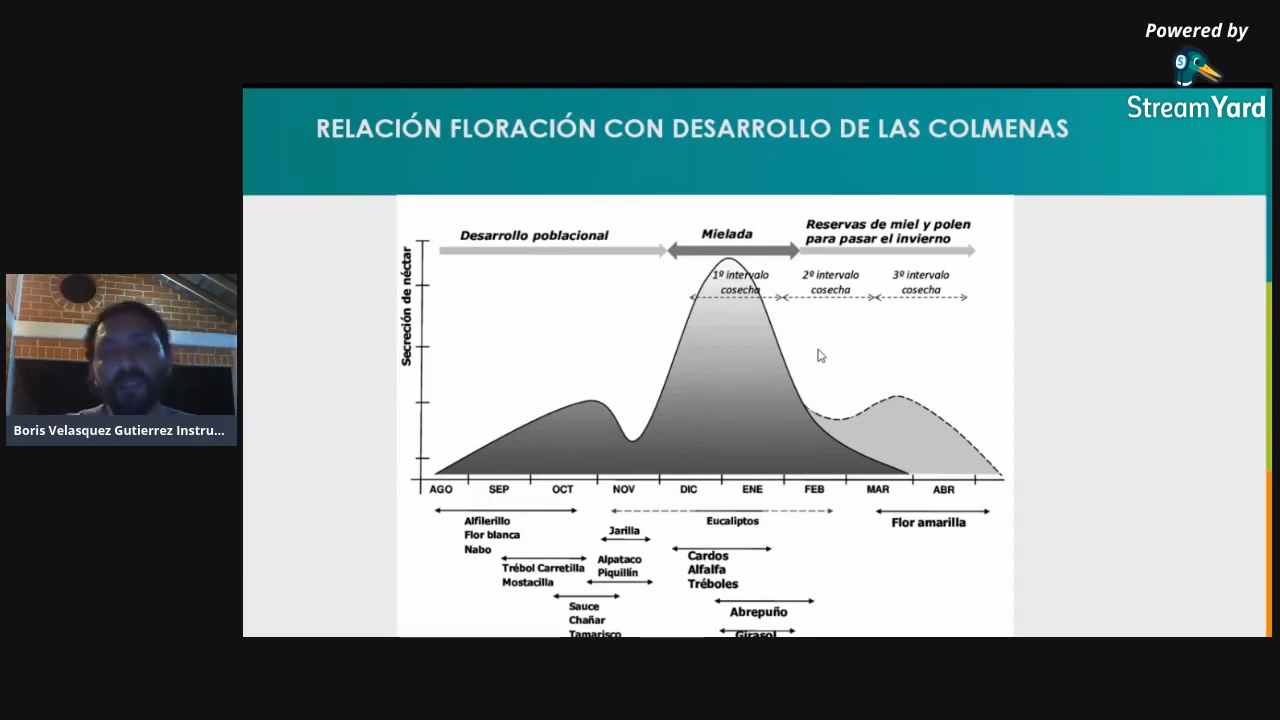 Powered by
StreamYard
RELACIÓN FLORACIÓN CON DESARROLLO DE LAS COLMENAS
Desarrollo poblacional
Mielada
Reservas de miel y polen
para pasar el invierno
1º intervalo
cosecha
2º intervalo
cosecha
3º intervalo
cosecha
Secreción de néctar
AGO SEP OCT NOV DIC ENE FEB MAR ABR
Alfilerillo
Flor blanca
Nabo
Trébol Carretilla
Mostacilla
Sauce
Chañar
Tamarisco
Jarilla
Alpataco
Piquillín
Eucaliptos
Cardos
Alfalfa
Tréboles
Abrepuño
Girasol
Flor amarilla
Boris Velasquez Gutierrez Instru...